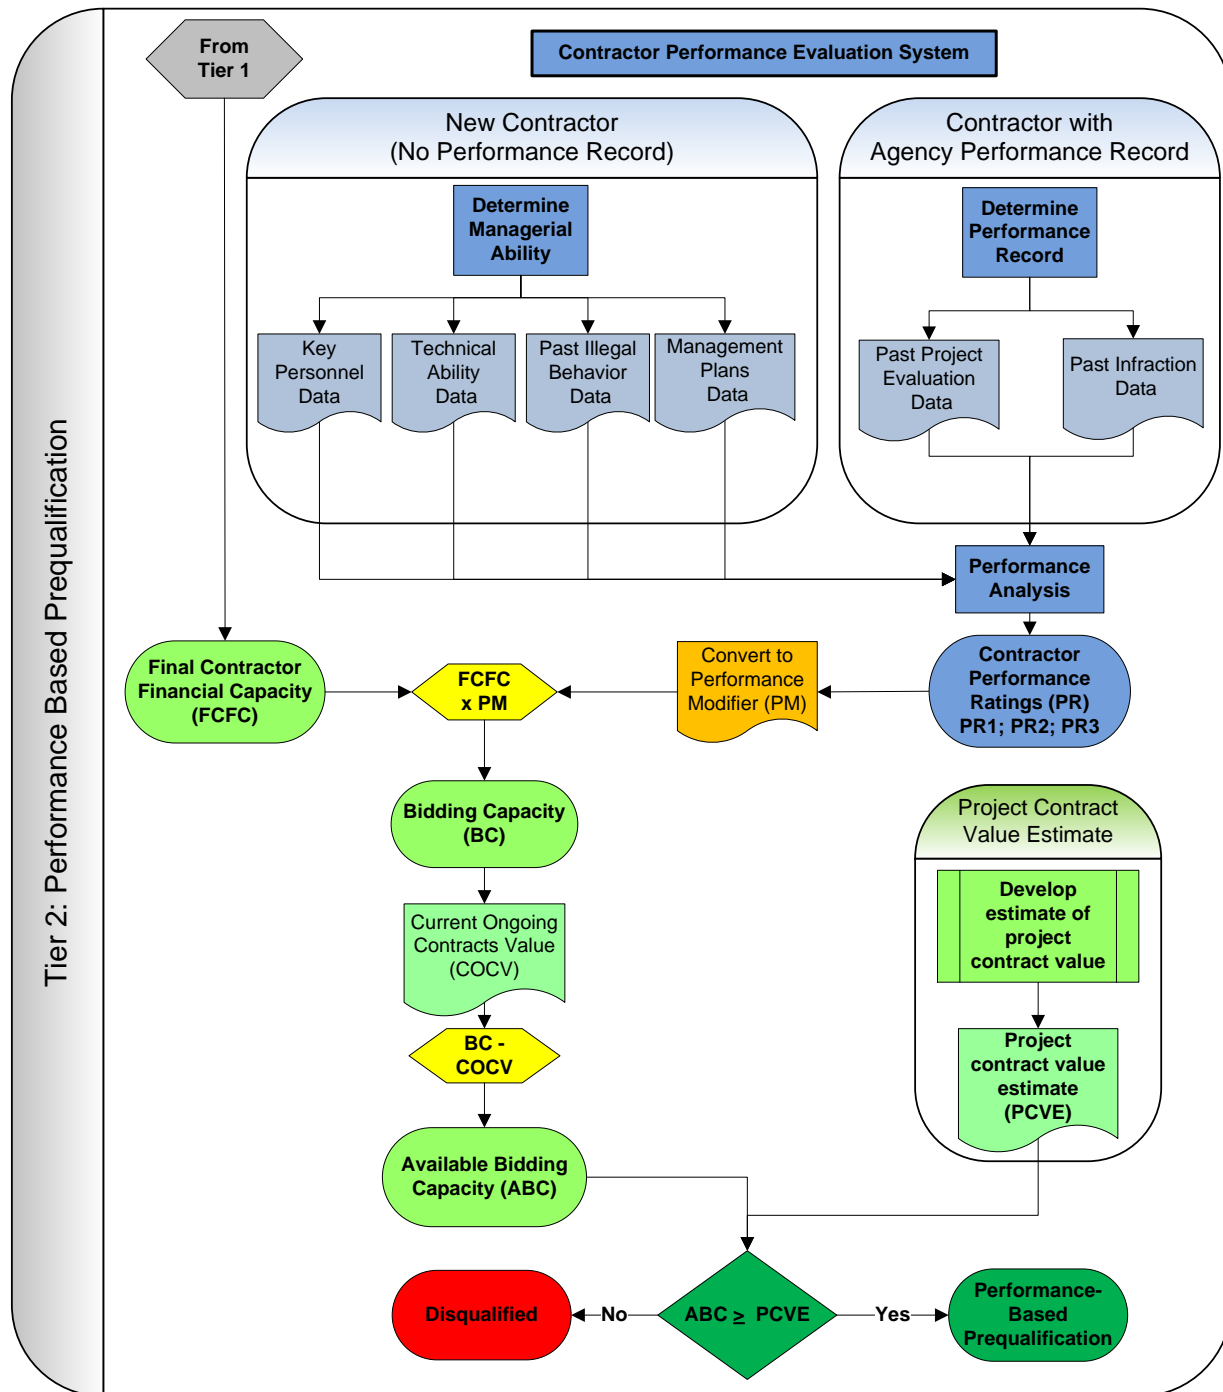 Tier 2: Performance Based Prequalification
From
Tier 1
Contractor Performance Evaluation System
New Contractor
(No Performance Record)
Contractor with
Agency Performance Record
Determine
Managerial
Ability
Determine
Performance
Record
Key
Personnel
Data
Technical
Ability
Data
Past Illegal
Behavior
Data
Management
Plans
Data
Past Project
Evaluation
Data
Past Infraction
Data
Performance
Analysis
Final Contractor
Financial Capacity
(FCFC)
FCFC
x PM
Convert to
Performance
Modifier (PM)
Contractor
Performance
Ratings (PR)
PR1; PR2; PR3
Bidding Capacity
(BC)
Project Contract
Value Estimate
Develop
estimate of
project
contract value
Current Ongoing
Contracts Value
(COCV)
BC -
COCV
Project
contract value
estimate
(PCVE)
Available Bidding
Capacity (ABC)
Disqualified
No
ABC ≥ PCVE
Yes
Performance-
Based
Prequalification